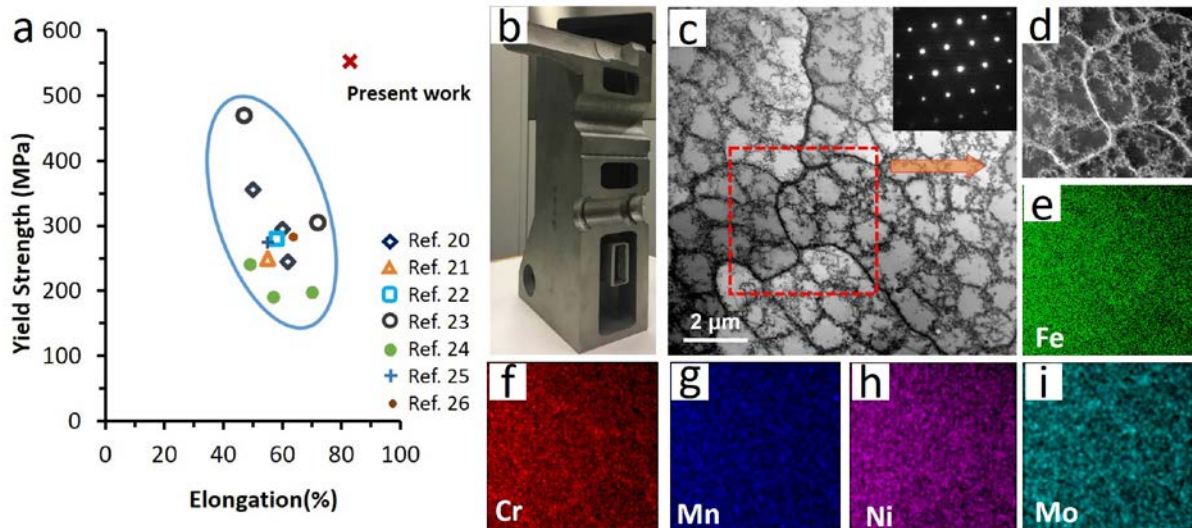 a
600
500
400
300
200
100
0
0 20 40 60 80 100
Yield Strength (MPa)
Elongation(%)
Present work
Ref. 20
Ref. 21
Ref. 22
Ref. 23
Ref. 24
Ref. 25
Ref. 26
b
c
2 μm
d
e
Fe
f
Cr
g
Mn
h
Ni
i
Mo